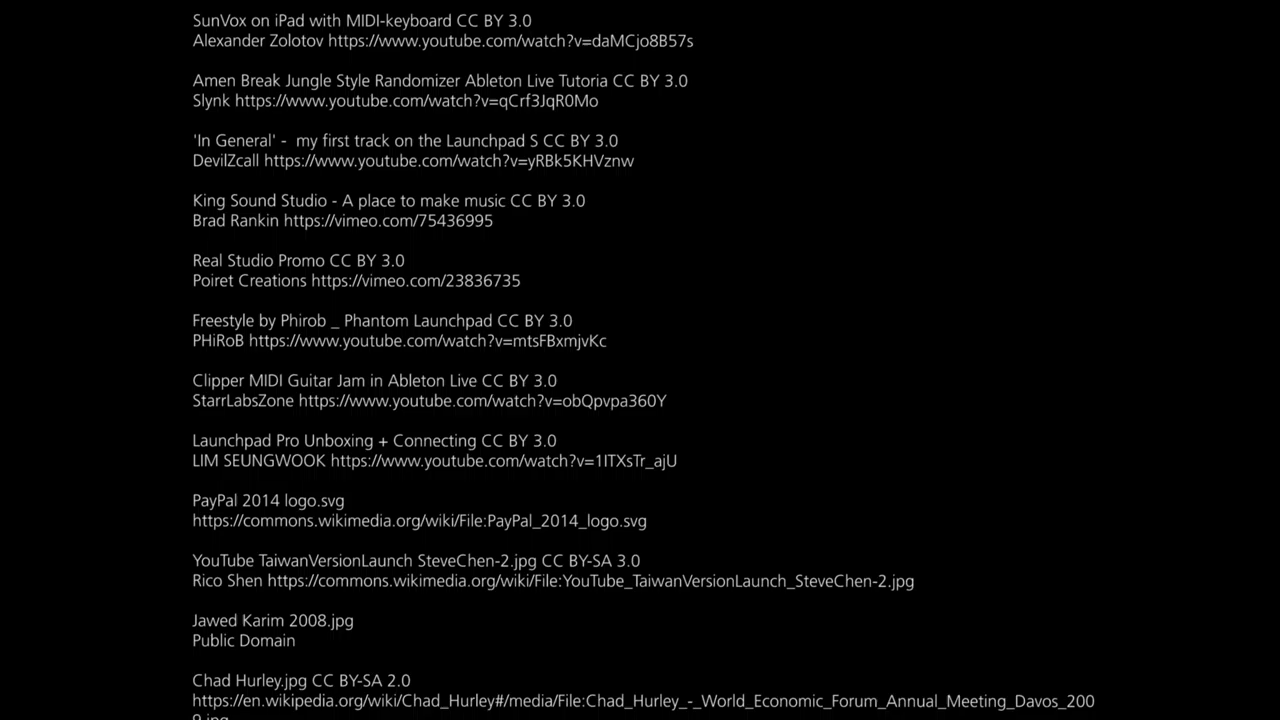 SunVox on iPad with MIDI-keyboard CC BY 3.0
Alexander Zolotov https://www.youtube.com/watch?v=daMCjo8B57s
Amen Break Jungle Style Randomizer Ableton Live Tutoria CC BY 3.0
Slynk https://www.youtube.com/watch?v=qCrf3JqR0Mo
'In General' -  my first track on the Launchpad S CC BY 3.0
DevilZcall https://www.youtube.com/watch?v=yRBk5KHVznw
King Sound Studio - A place to make music CC BY 3.0
Brad Rankin https://vimeo.com/75436995
Real Studio Promo CC BY 3.0
Poiret Creations https://vimeo.com/23836735
Freestyle by Phirob _ Phantom Launchpad CC BY 3.0
PHiRoB https://www.youtube.com/watch?v=mtsFBxmjvKc
Clipper MIDI Guitar Jam in Ableton Live CC BY 3.0
StarrLabsZone https://www.youtube.com/watch?v=obQpvpa360Y
Launchpad Pro Unboxing + Connecting CC BY 3.0
LIM SEUNGWOOK https://www.youtube.com/watch?v=1ITXsTr_ajU
PayPal 2014 logo.svg
https://commons.wikimedia.org/wiki/File:PayPal_2014_logo.svg
YouTube TaiwanVersionLaunch SteveChen-2.jpg CC BY-SA 3.0
Rico Shen https://commons.wikimedia.org/wiki/File:YouTube_TaiwanVersionLaunch_SteveChen-2.jpg
Jawed Karim 2008.jpg
Public Domain
Chad Hurley.jpg CC BY-SA 2.0
https://en.wikipedia.org/wiki/Chad_Hurley#/media/File:Chad_Hurley_-_World_Economic_Forum_Annual_Meeting_Davos_200
9.jpg